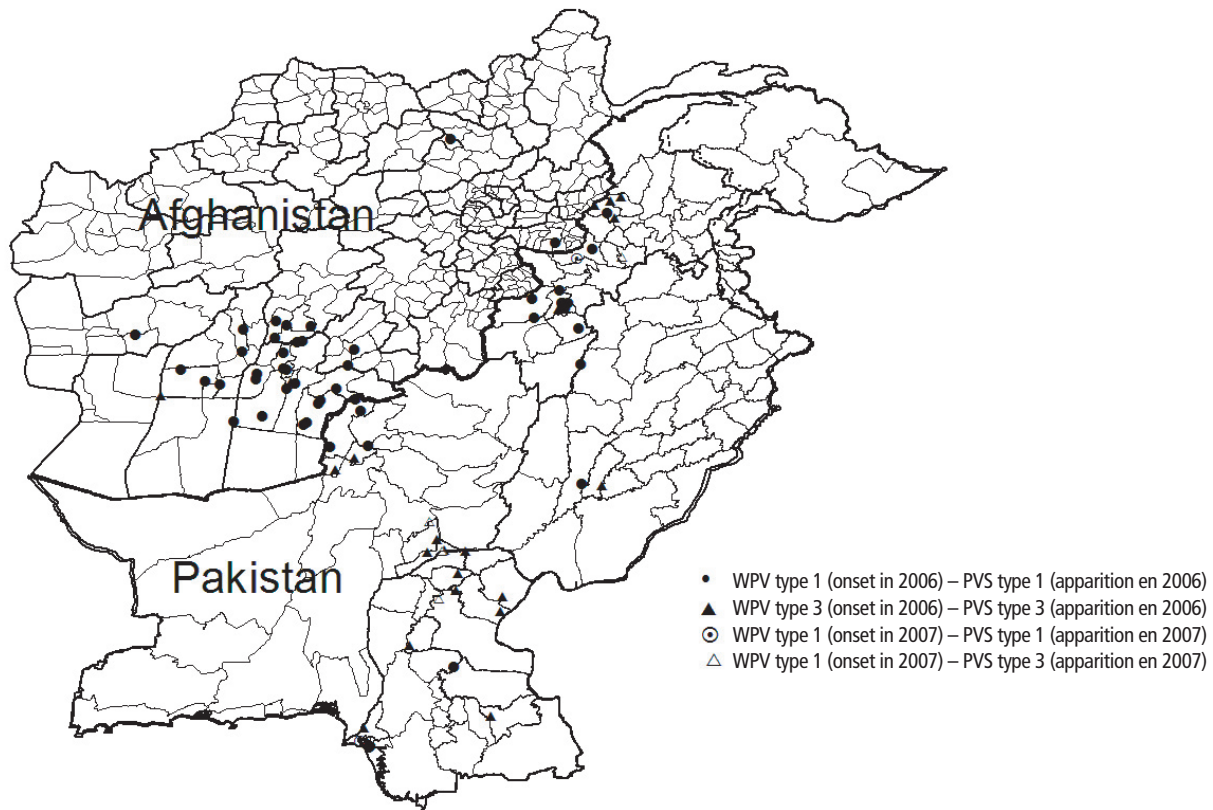 Afghanistan
Pakistan
WPV type 1 (onset in 2006) – PVS type 1 (apparition en 2006)
WPV type 3 (onset in 2006) – PVS type 3 (apparition en 2006)
WPV type 1 (onset in 2007) – PVS type 1 (apparition en 2007)
WPV type 1 (onset in 2007) – PVS type 3 (apparition en 2007)